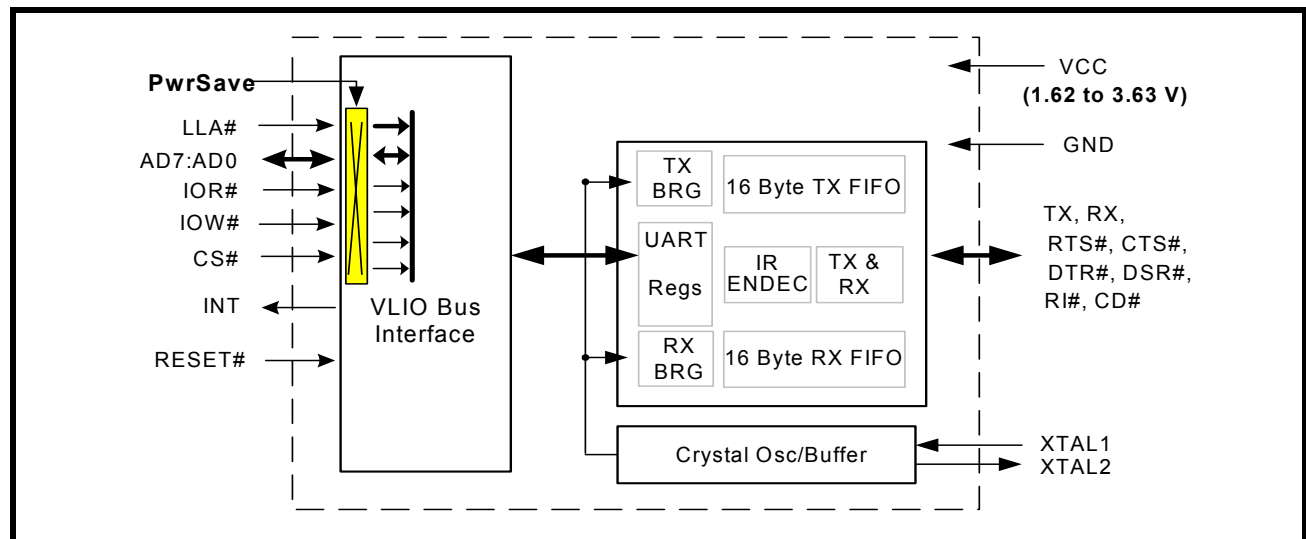 PwrSave
LLA#
AD7:AD0
IOR#
IOW#
CS#
INT
RESET#
VLIO Bus
Interface
TX
BRG
16 Byte TX FIFO
UART
Regs
IR
ENDEC
TX &
RX
RX
BRG
16 Byte RX FIFO
Crystal Osc/Buffer
VCC
(1.62 to 3.63 V)
GND
TX, RX,
RTS#, CTS#,
DTR#, DSR#,
RI#, CD#
XTAL1
XTAL2